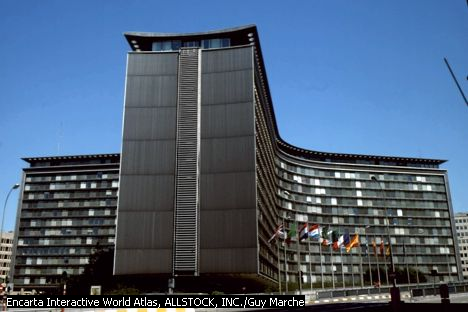 Encarta Interactive World Atlas, ALLSTOCK, INC./Guy Marche